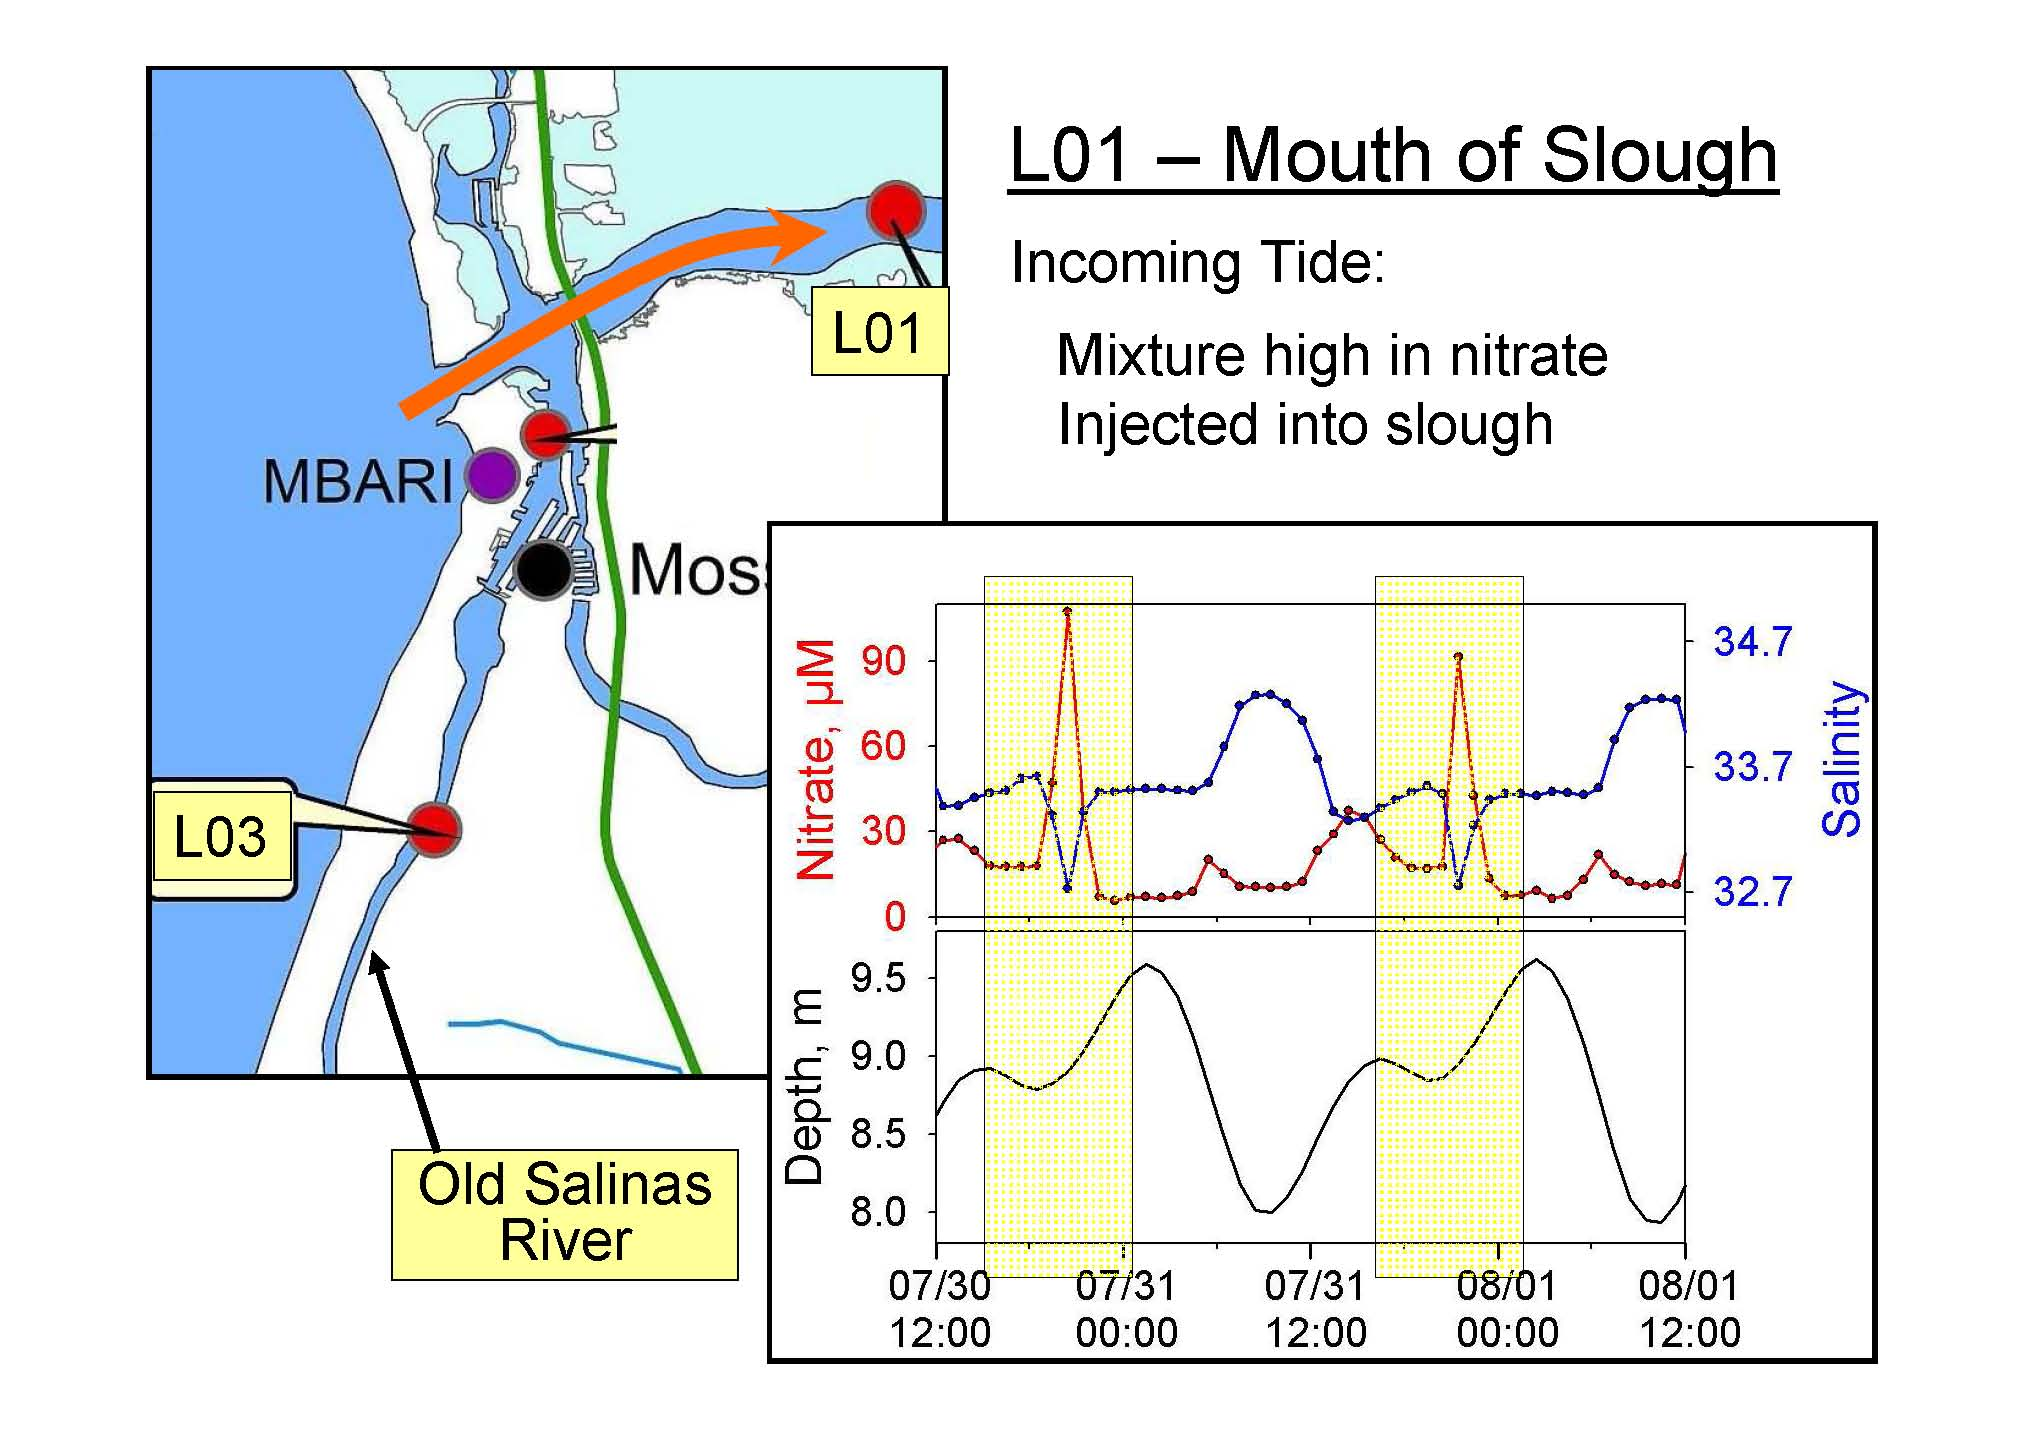 L01 – Mouth of Slough
Incoming Tide:
Mixture high in nitrate
Injected into slough
L01
MBARI
Moss
L03
Old Salinas
River
Nitrate, µM
90
60
30
0
34.7
33.7
32.7
Salinity
Depth, m
9.5
9.0
8.5
8.0
07/30 07/31 07/31 08/01 08/01
12:00 00:00 12:00 00:00 12:00